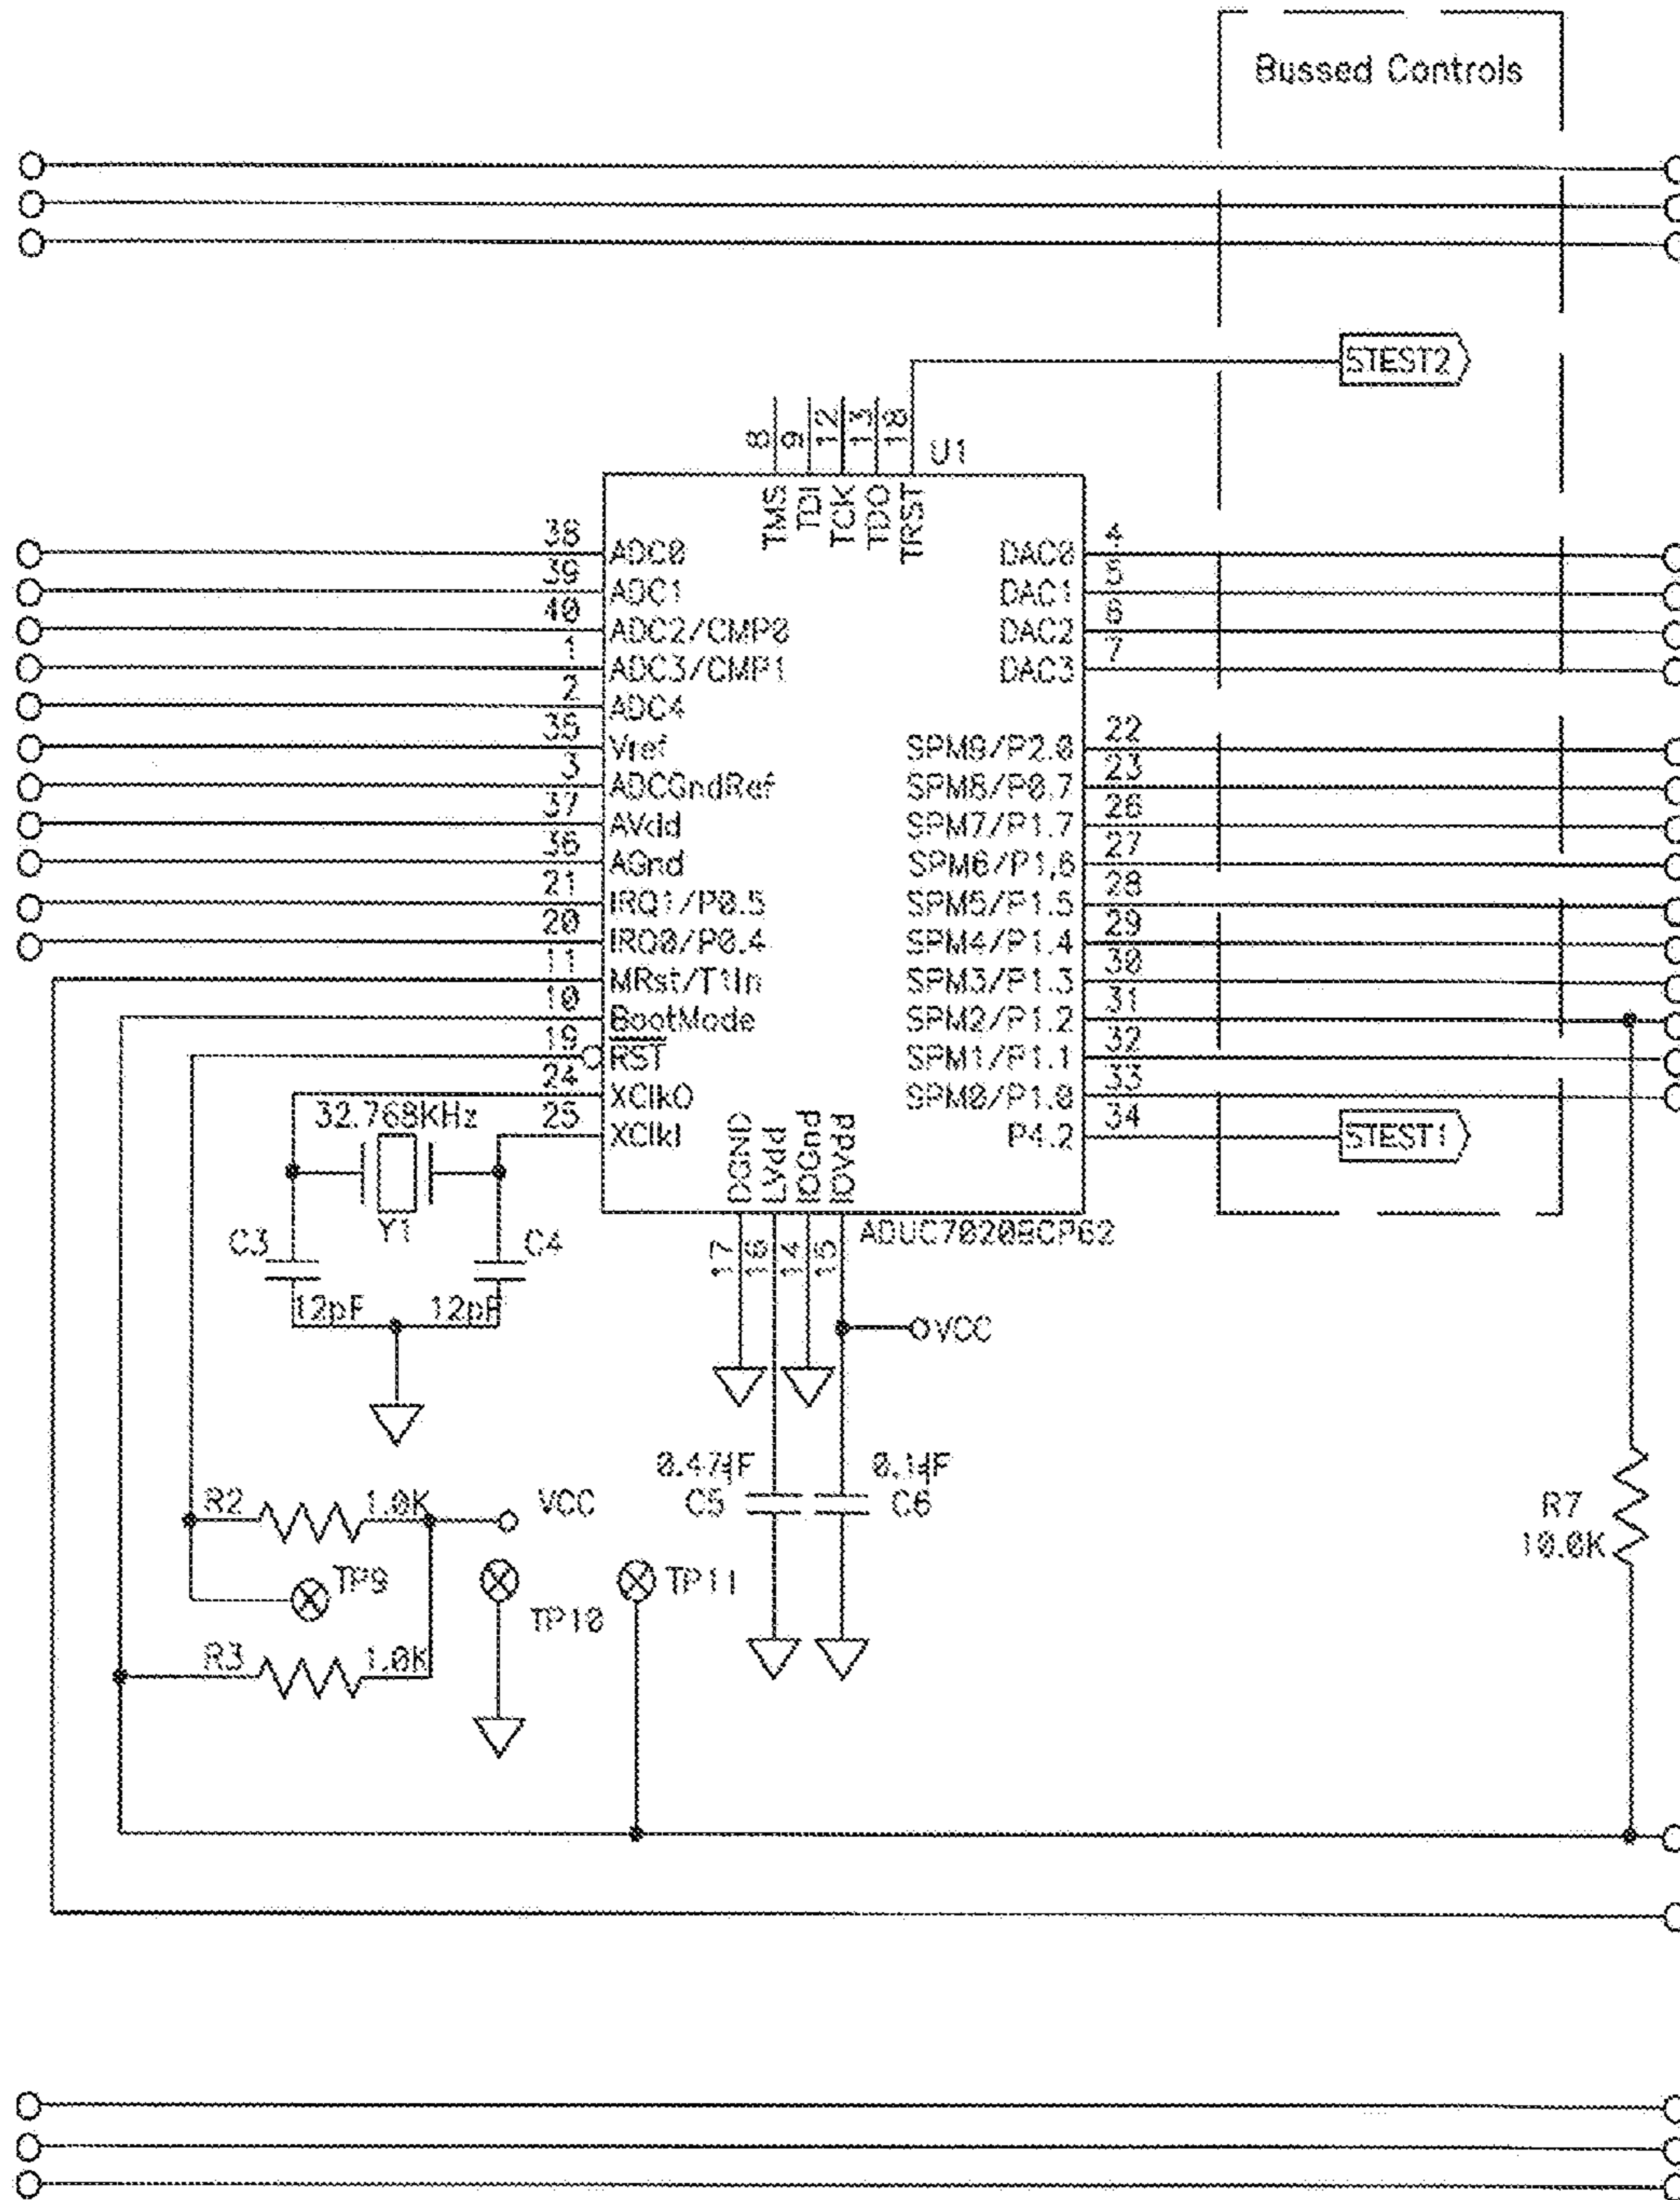 Bussed Controls
STEST2
8
9
12
13
18
U1
TMS
TDI
TCK
TDO
TRST
38
ADC0
39
ADC1
40
ADC2/CMP0
1
ADC3/CMP1
2
ADC4
35
Vref
3
ADCGndRef
37
AVdd
36
AGnd
21
IRQ1/P0.5
20
IRQ0/P0.4
11
MRst/T1In
10
BootMode
19
RST
24
XClkO
25
XClkI
4
DAC0
5
DAC1
6
DAC2
7
DAC3
22
SPM9/P2.0
23
SPM8/P0.7
26
SPM7/P1.7
27
SPM6/P1.6
28
SPM5/P1.5
29
SPM4/P1.4
30
SPM3/P1.3
31
SPM2/P1.2
32
SPM1/P1.1
33
SPM0/P1.0
34
P4.2
STEST1
DGND
LVdd
IOGnd
IOVdd
17
16
14
15
ADUC7020BCP62
32.768KHz
Y1
C3
C4
12pF
12pF
VCC
0.47µF
C5
0.1µF
C6
R2
1.0K
VCC
TP9
TP10
TP11
R3
1.0K
R7
10.0K